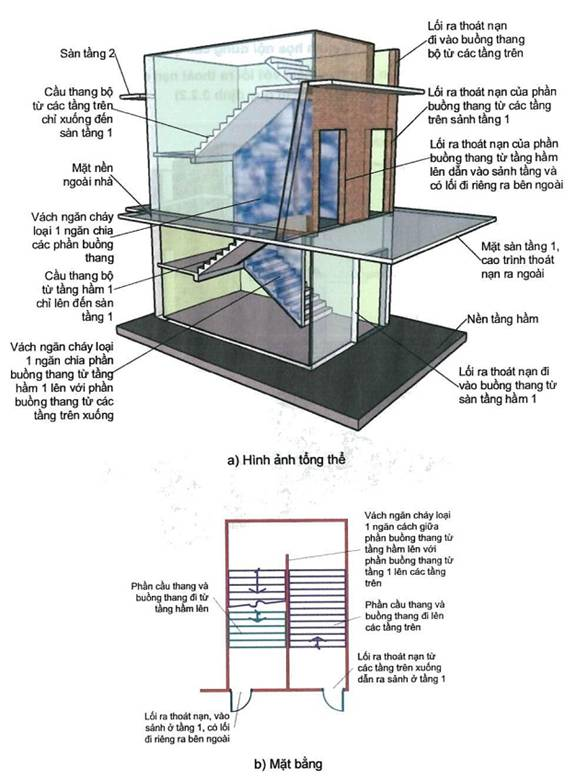 Lối ra thoát nạn
đi vào buồng thang
bộ từ các tầng trên
Sàn tầng 2
Cầu thang bộ
từ các tầng trên
chỉ xuống đến
sàn tầng 1
Lối ra thoát nạn của phần
buồng thang từ các tầng
trên sảnh tầng 1
Lối ra thoát nạn của phần
buồng thang từ tầng hầm
lên dẫn vào sảnh tầng và
có lối đi riêng ra bên ngoài
Mặt nền
ngoài nhà
Vách ngăn cháy
loại 1 ngăn chia
các phần buồng
thang
Mặt sàn tầng 1,
cao trình thoát
nạn ra ngoài
Cầu thang bộ
từ tầng hầm 1
chỉ lên đến sàn
tầng 1
Nền tầng hầm
Vách ngăn cháy loại
1 ngăn chia phần
buồng thang từ tầng
hầm 1 lên với phần
buồng thang từ các
tầng trên xuống
Lối ra thoát nạn đi
vào buồng thang từ
sàn tầng hầm 1
a) Hình ảnh tổng thể
Vách ngăn cháy loại
1 ngăn cách giữa
phần buồng thang từ
tầng hầm lên với
phần buồng thang từ
tầng 1 lên các tầng
trên
Phần cầu thang và
buồng thang đi từ
tầng hầm lên
Phần cầu thang và
buồng thang đi lên
các tầng trên
Lối ra thoát nạn từ
các tầng trên xuống
dẫn ra sảnh ở tầng 1
Lối ra thoát nạn, vào
sảnh ở tầng 1, có lối
đi riêng ra bên ngoài
b) Mặt bằng